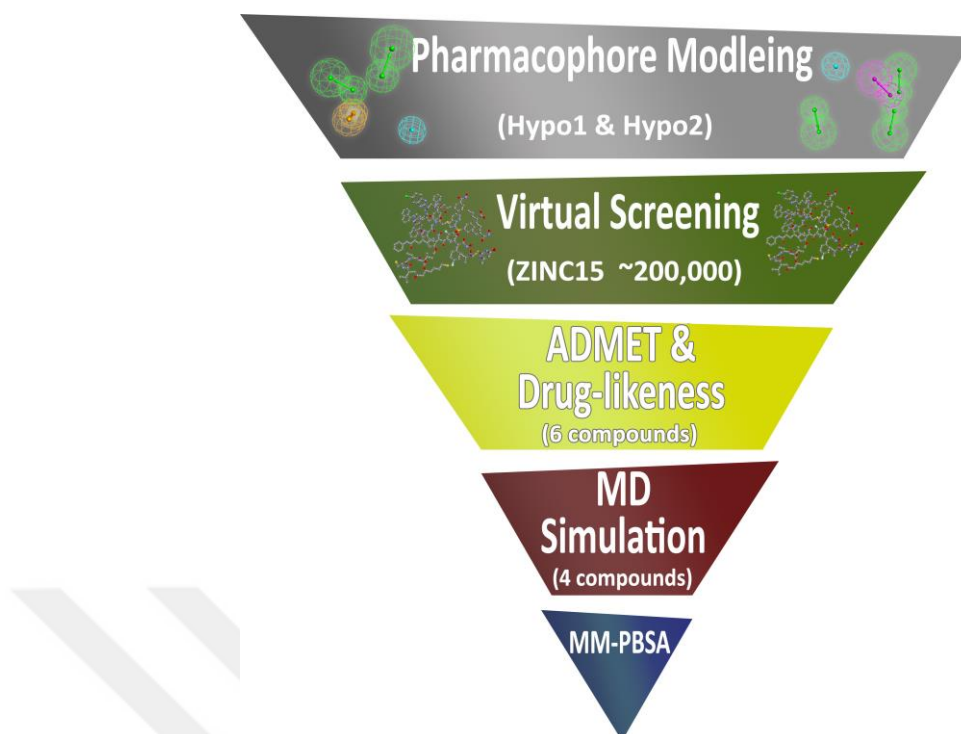 Pharmacophore Modleing
(Hypo1 & Hypo2)
Virtual Screening
(ZINC15 ~200,000)
ADMET &
Drug-likeness
(6 compounds)
MD
Simulation
(4 compounds)
MM-PBSA